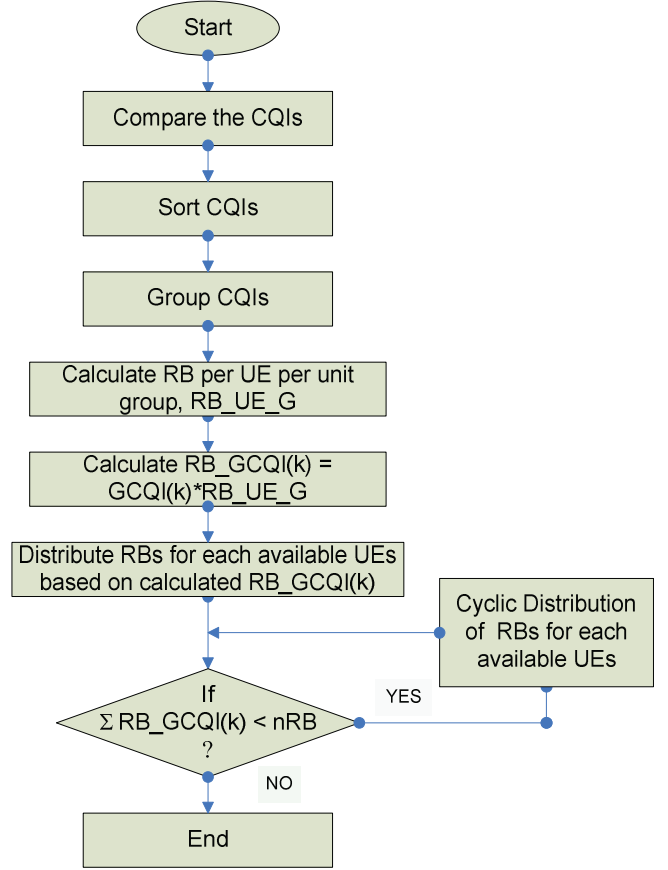 Start
Compare the CQIs
Sort CQIs
Group CQIs
Calculate RB per UE per unit
group, RB_UE_G
Calculate RB_GCQI(k) =
GCQI(k)*RB_UE_G
Distribute RBs for each available UEs
based on calculated RB_GCQI(k)
Cyclic Distribution
of RBs for each
available UEs
If
Σ RB_GCQI(k) < nRB
?
YES
NO
End